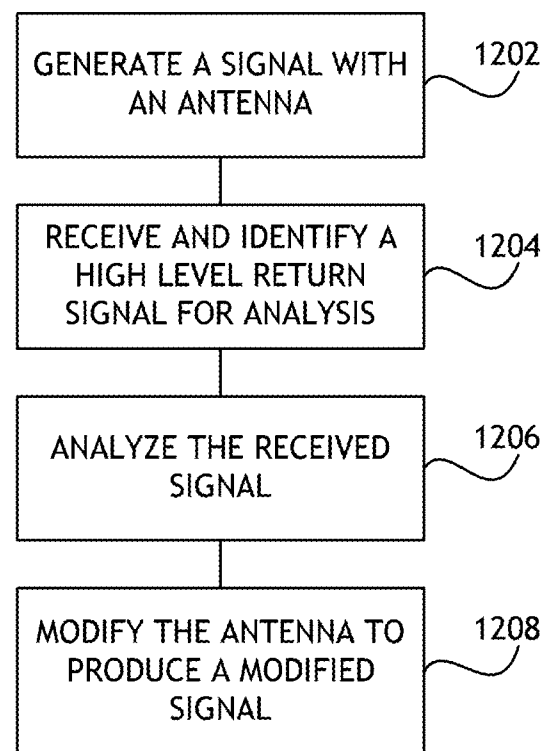 GENERATE A SIGNAL WITH
AN ANTENNA
1202
RECEIVE AND IDENTIFY A
HIGH LEVEL RETURN
SIGNAL FOR ANALYSIS
1204
ANALYZE THE RECEIVED
SIGNAL
1206
MODIFY THE ANTENNA TO
PRODUCE A MODIFIED
SIGNAL
1208